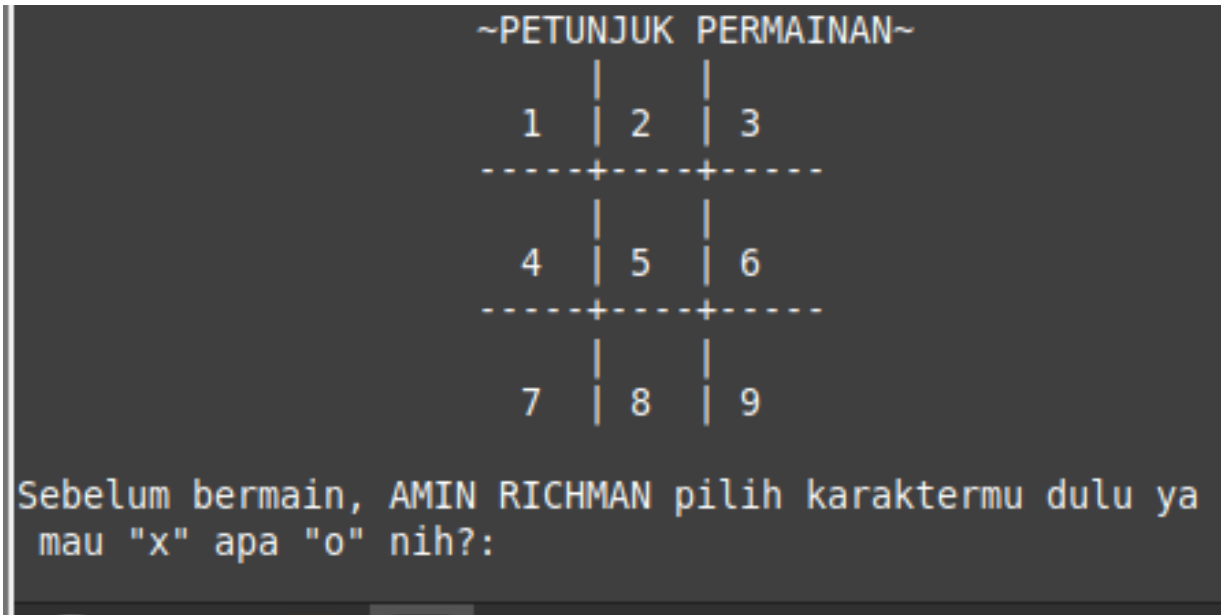 ~PETUNJUK PERMAINAN~
| |
1 | 2 | 3
-----+----+-----
| |
4 | 5 | 6
-----+----+-----
| |
7 | 8 | 9
Sebelum bermain, AMIN RICHMAN pilih karaktermu dulu ya
mau "x" apa "o" nih?: